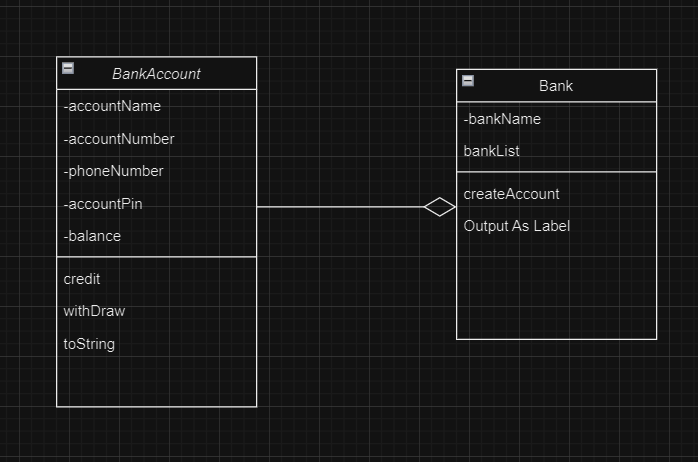 BankAccount
-accountName
-accountNumber
-phoneNumber
-accountPin
-balance
credit
withDraw
toString
Bank
-bankName
bankList
createAccount
Output As Label